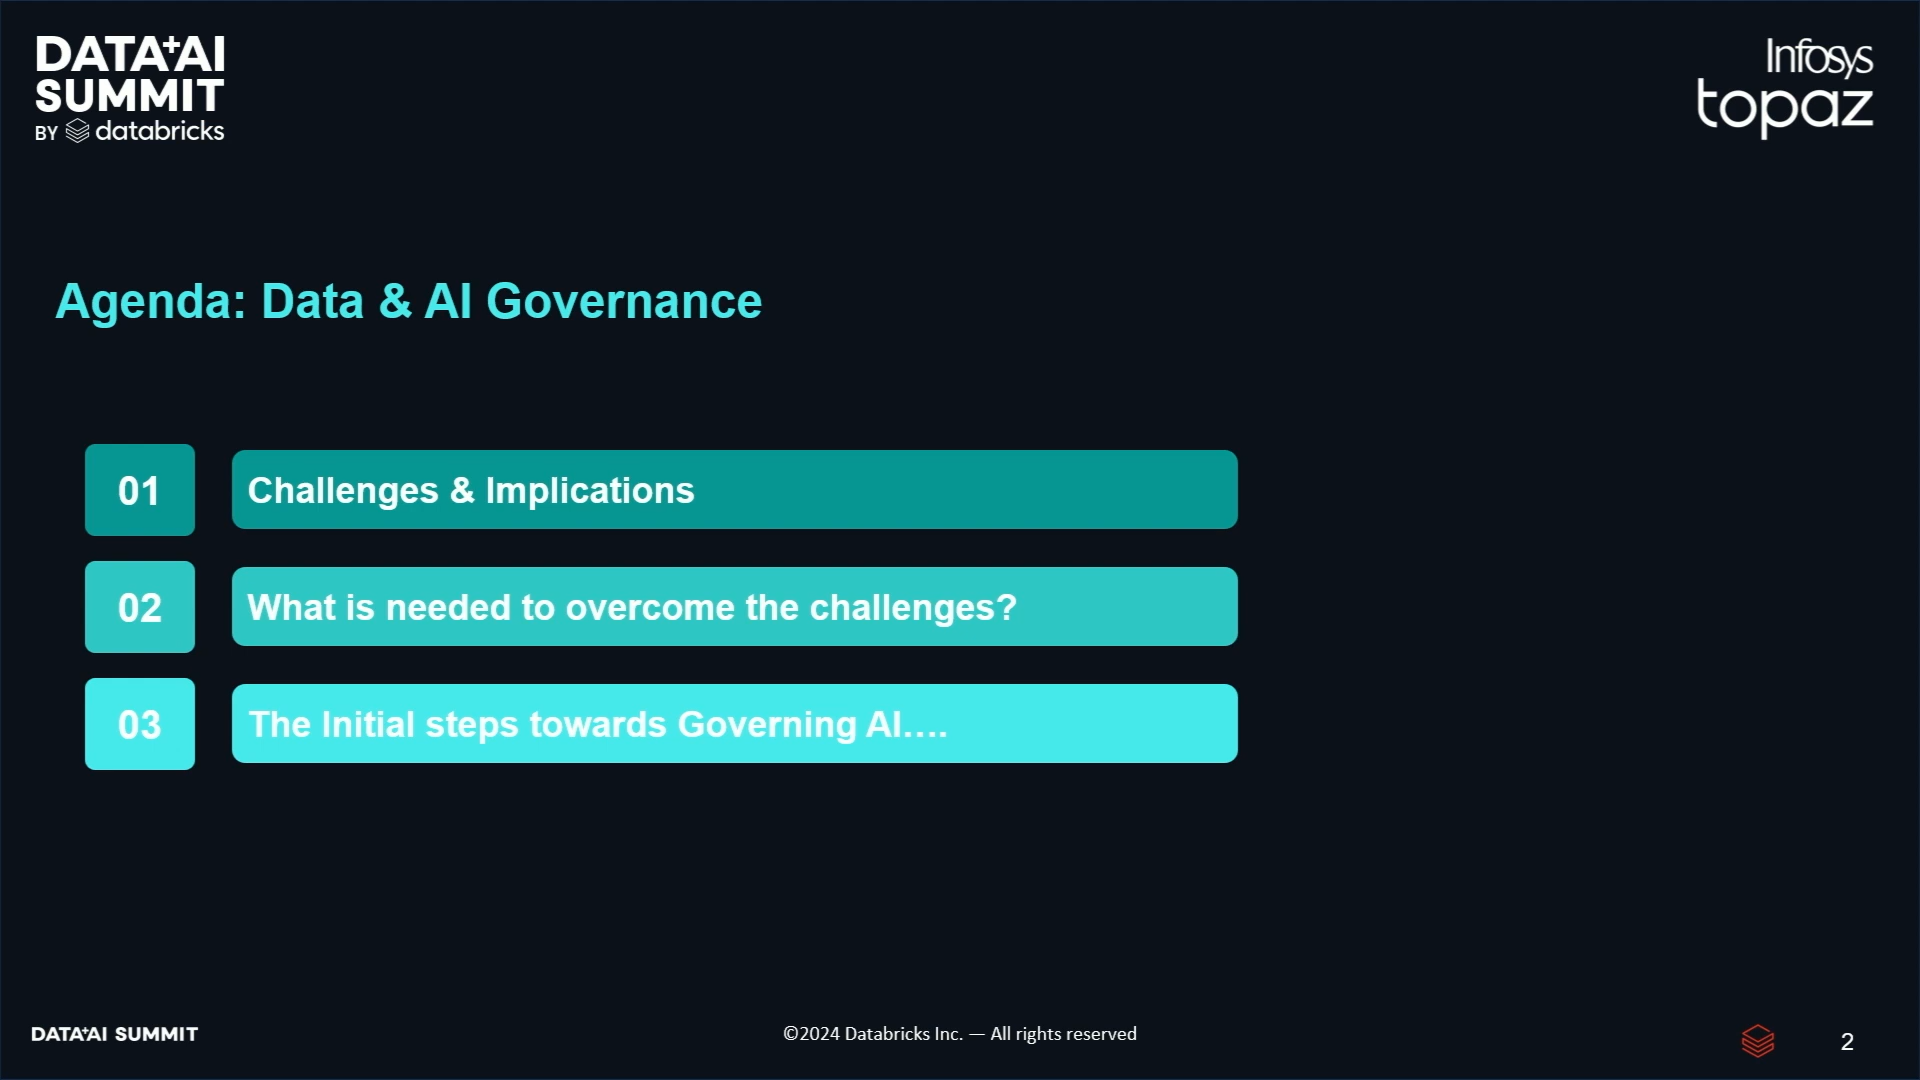 DATA+AI
SUMMIT
BY databricks
Infosys
topaz
Agenda: Data & AI Governance
01
Challenges & Implications
02
What is needed to overcome the challenges?
03
The Initial steps towards Governing AI....
DATA+AI SUMMIT
©2024 Databricks Inc. — All rights reserved
2